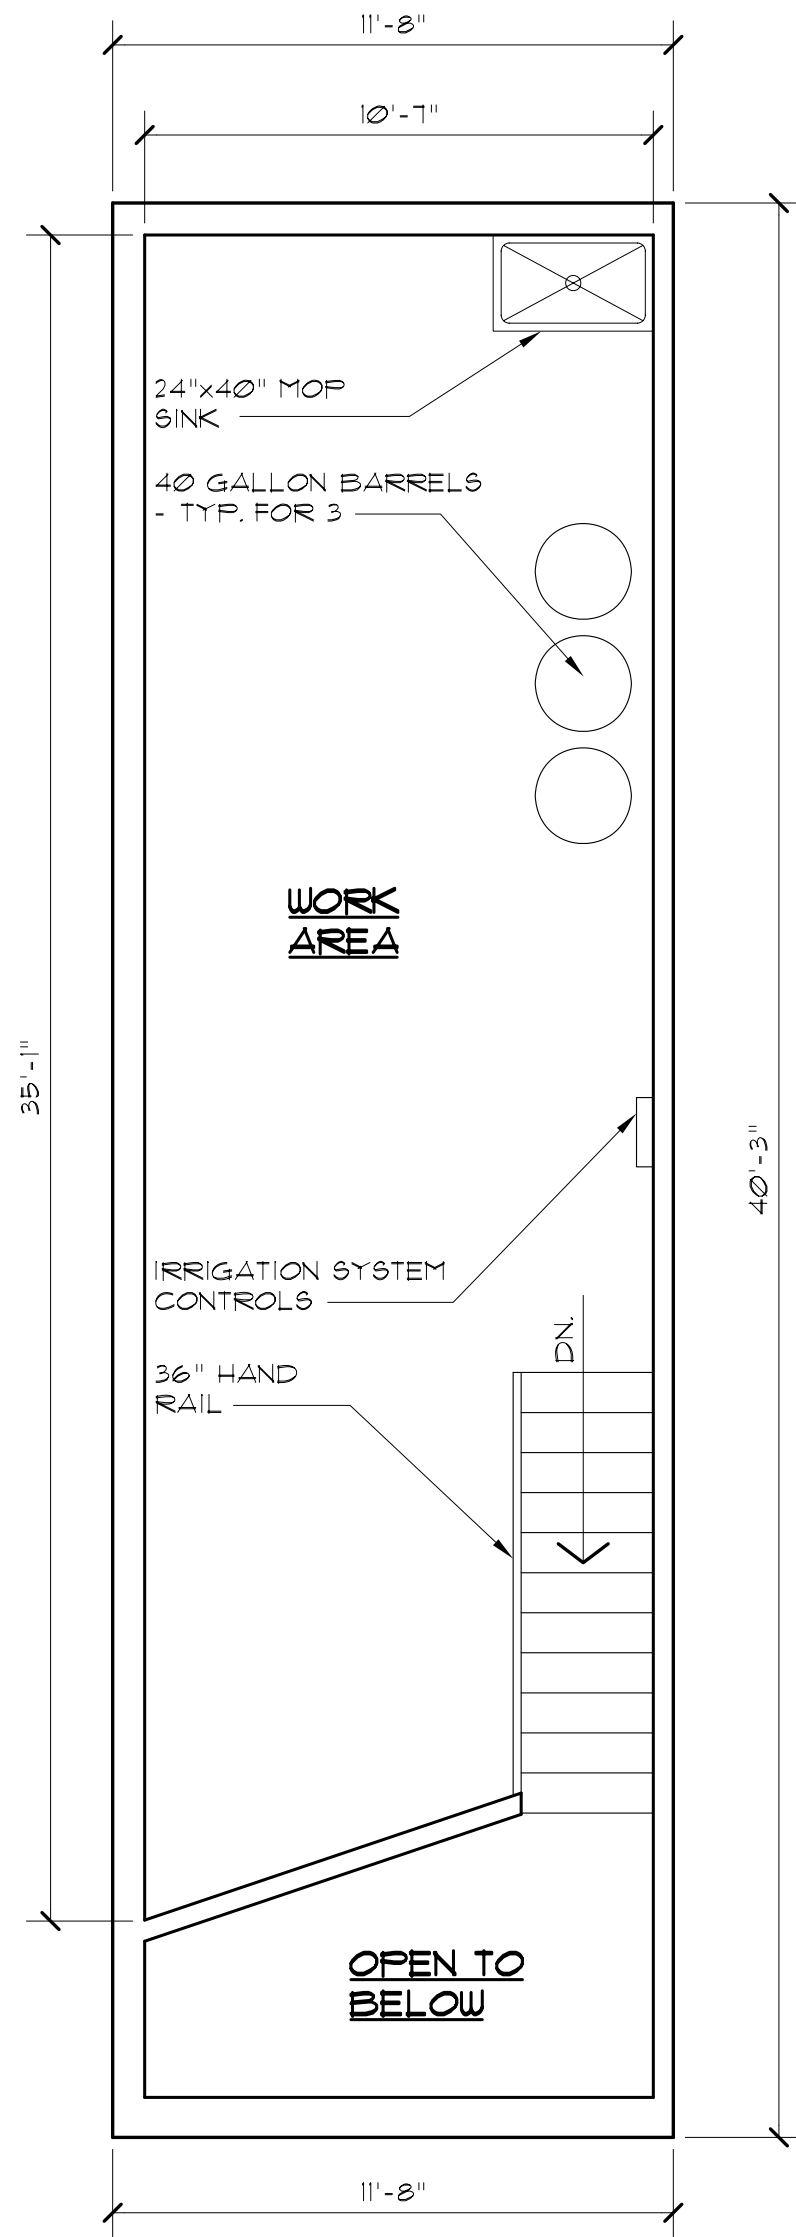 11'-8"
10'-7"
24"x40" MOP
SINK
40 GALLON BARRELS
- TYP. FOR 3
WORK
AREA
35'-1"
40'-3"
IRRIGATION SYSTEM
CONTROLS
DN.
36" HAND
RAIL
OPEN TO
BELOW
11'-8"